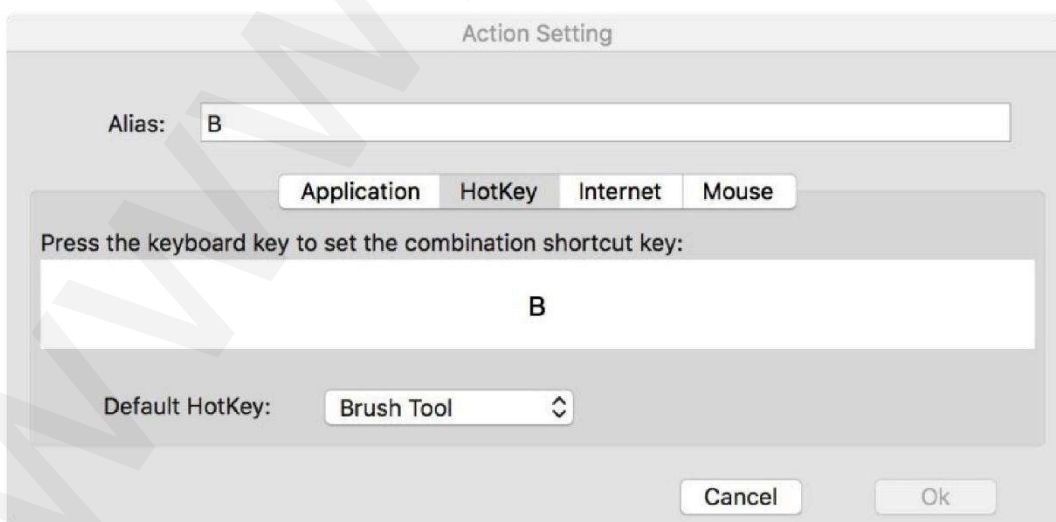 Action Setting
Alias: B
Application HotKey Internet Mouse
Press the keyboard key to set the combination shortcut key:
B
Default HotKey: Brush Tool
Cancel Ok